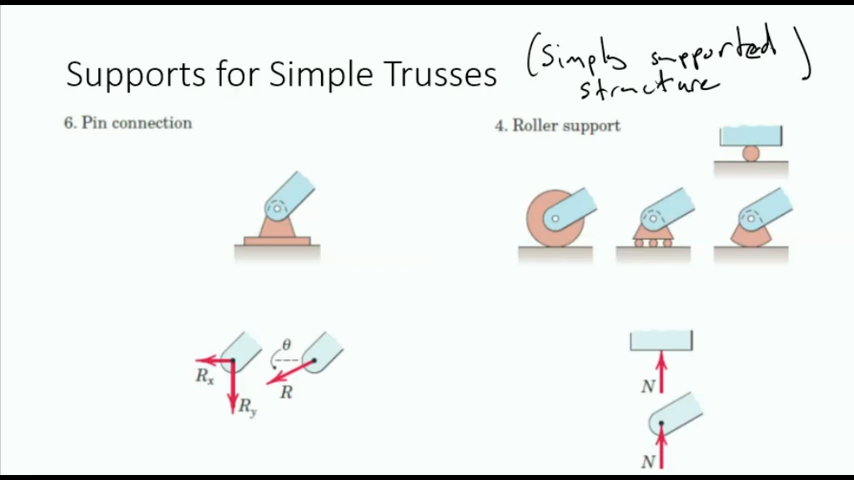 Supports for Simple Trusses
(Simply supported)
structure
6. Pin connection
4. Roller support
θ
Rx
R
Ry
N
N